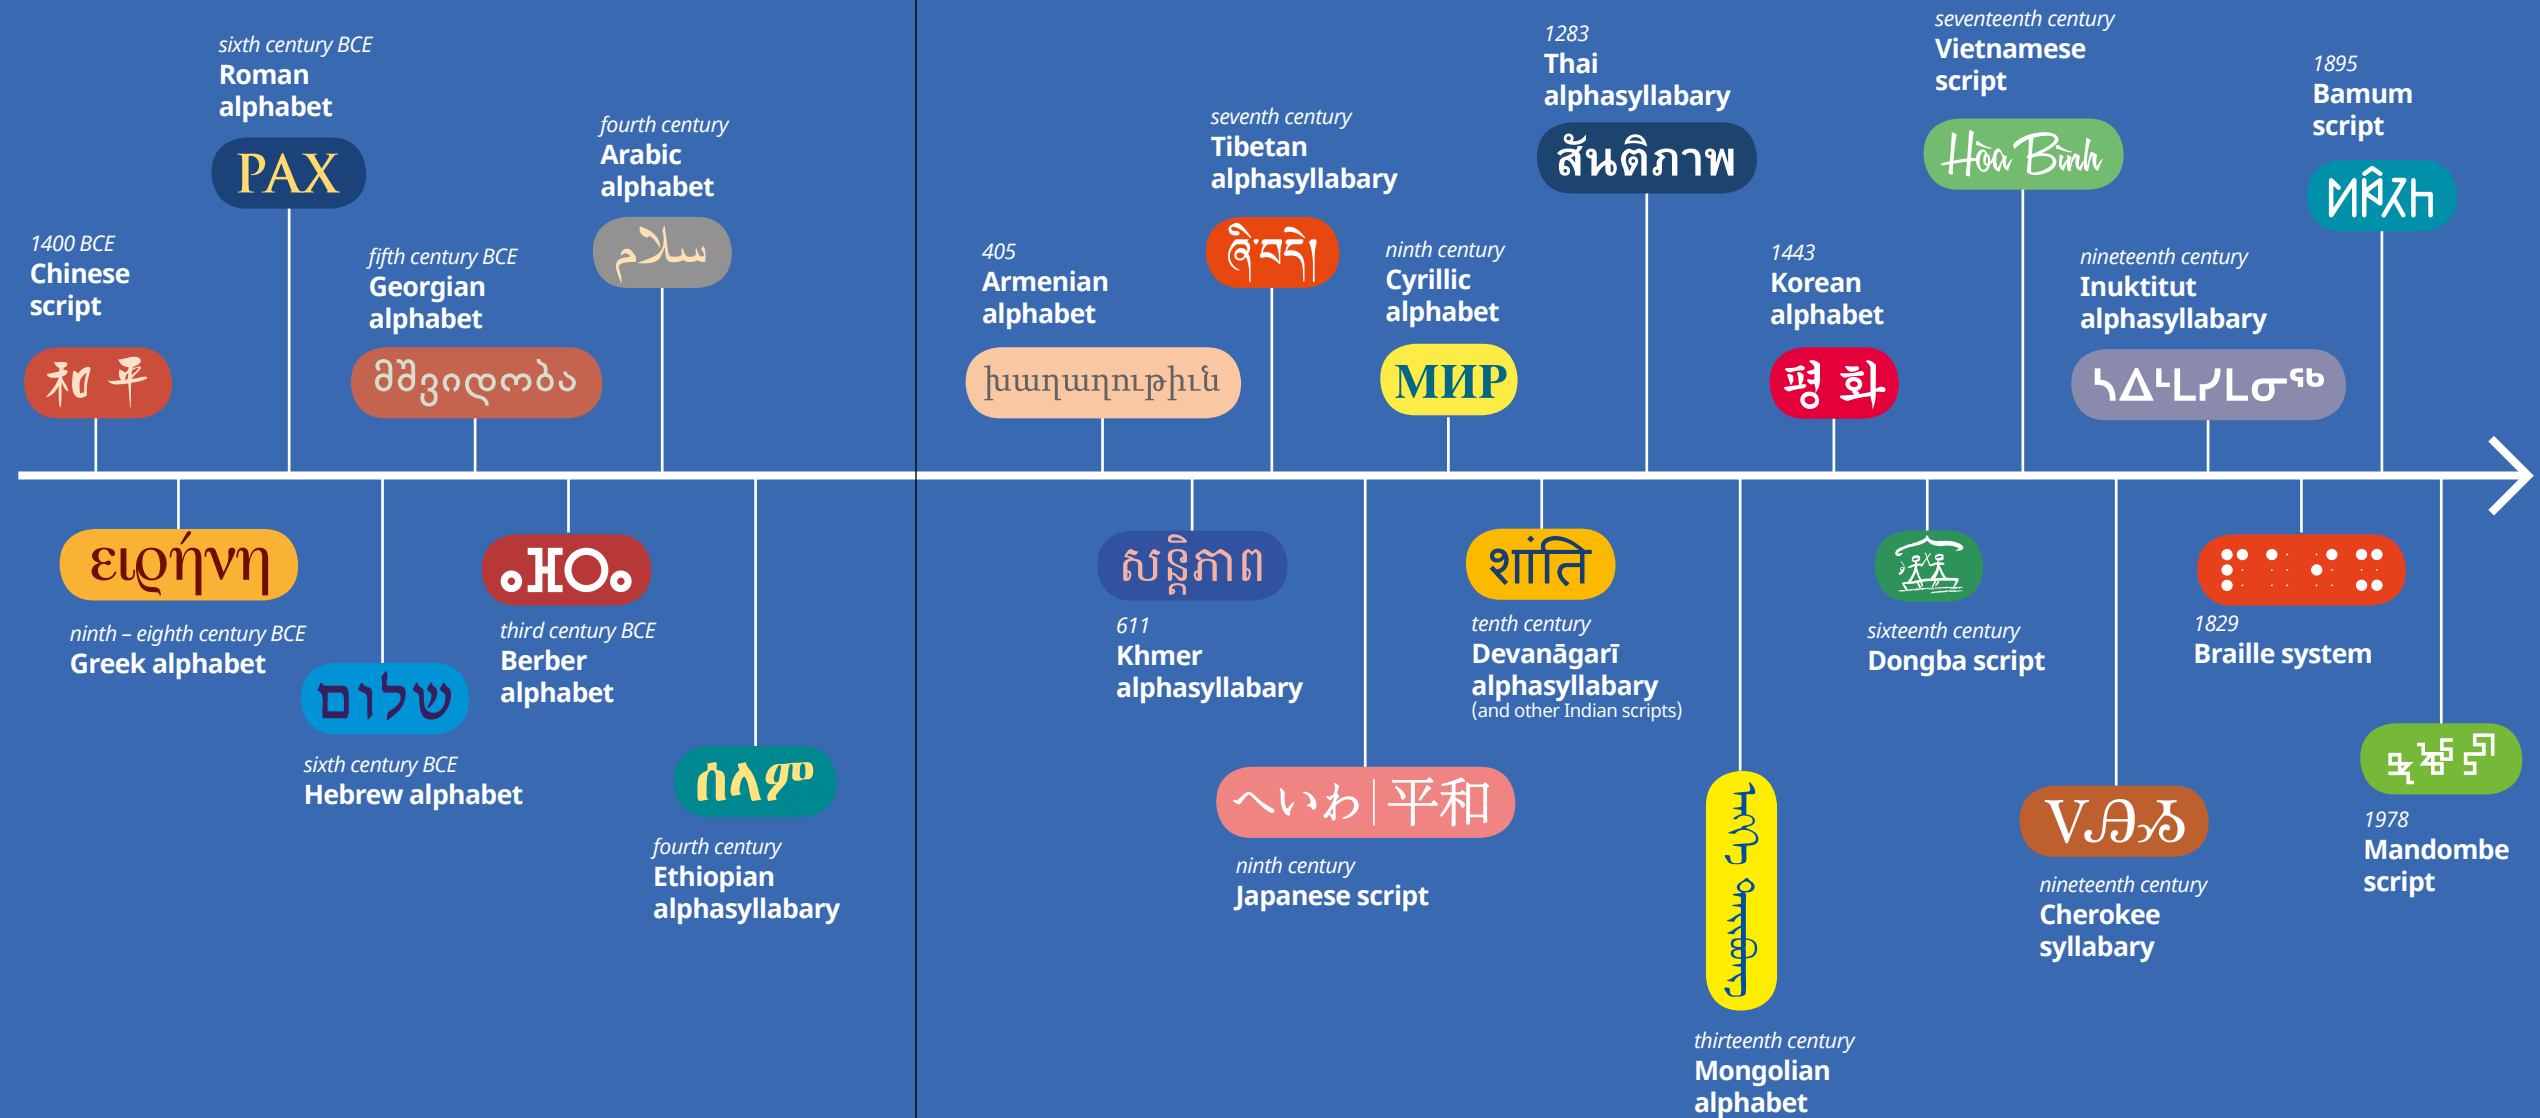 1400 BCE
Chinese
script
和 平
ninth – eighth century BCE
Greek alphabet
ειρήνη
sixth century BCE
Roman
alphabet
PAX
sixth century BCE
Hebrew alphabet
שלום
fifth century BCE
Georgian
alphabet
მშვიდობა
third century BCE
Berber
alphabet
ⴰⴼⵔⴰ
fourth century
Arabic
alphabet
سلام
fourth century
Ethiopian
alphasyllabary
ሰላም
405
Armenian
alphabet
խաղաղութիւն
611
Khmer
alphasyllabary
សន្តិភាព
seventh century
Tibetan
alphasyllabary
ཞི་བདེ།
ninth century
Japanese script
へいわ|平和
ninth century
Cyrillic
alphabet
МИР
tenth century
Devanāgarī
alphasyllabary
(and other Indian scripts)
शांति
1283
Thai
alphasyllabary
สันติภาพ
thirteenth century
Mongolian
alphabet
1443
Korean
alphabet
평 화
sixteenth century
Dongba script
seventeenth century
Vietnamese
script
Hòa Bình
nineteenth century
Cherokee
syllabary
nineteenth century
Inuktitut
alphasyllabary
ᓴᐃᒻᒪᓯᒪᓂᖅ
1829
Braille system
1895
Bamum
script
1978
Mandombe
script